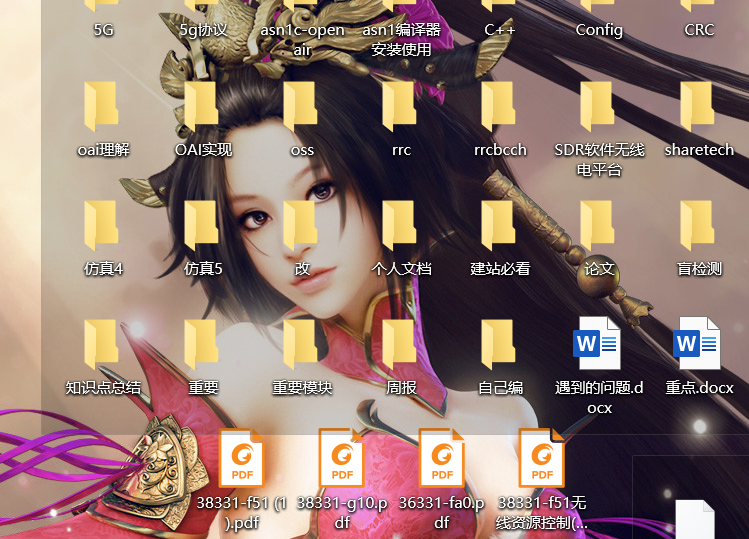 5G
5g协议
asn1c-open
air
asn1编译器
安装使用
C++
Config
CRC
oai理解
OAI实现
oss
rrc
rrcbcch
SDR软件无线
电平台
sharetech
仿真4
仿真5
改
个人文档
建站必看
论文
盲检测
知识点总结
重要
重要模块
周报
自己编
W
遇到的问题.d
ocx
W
重点.docx
PDF
38331-f51 (1
).pdf
PDF
38331-g10.p
df
PDF
36331-fa0.p
df
PDF
38331-f51无
线资源控制(...